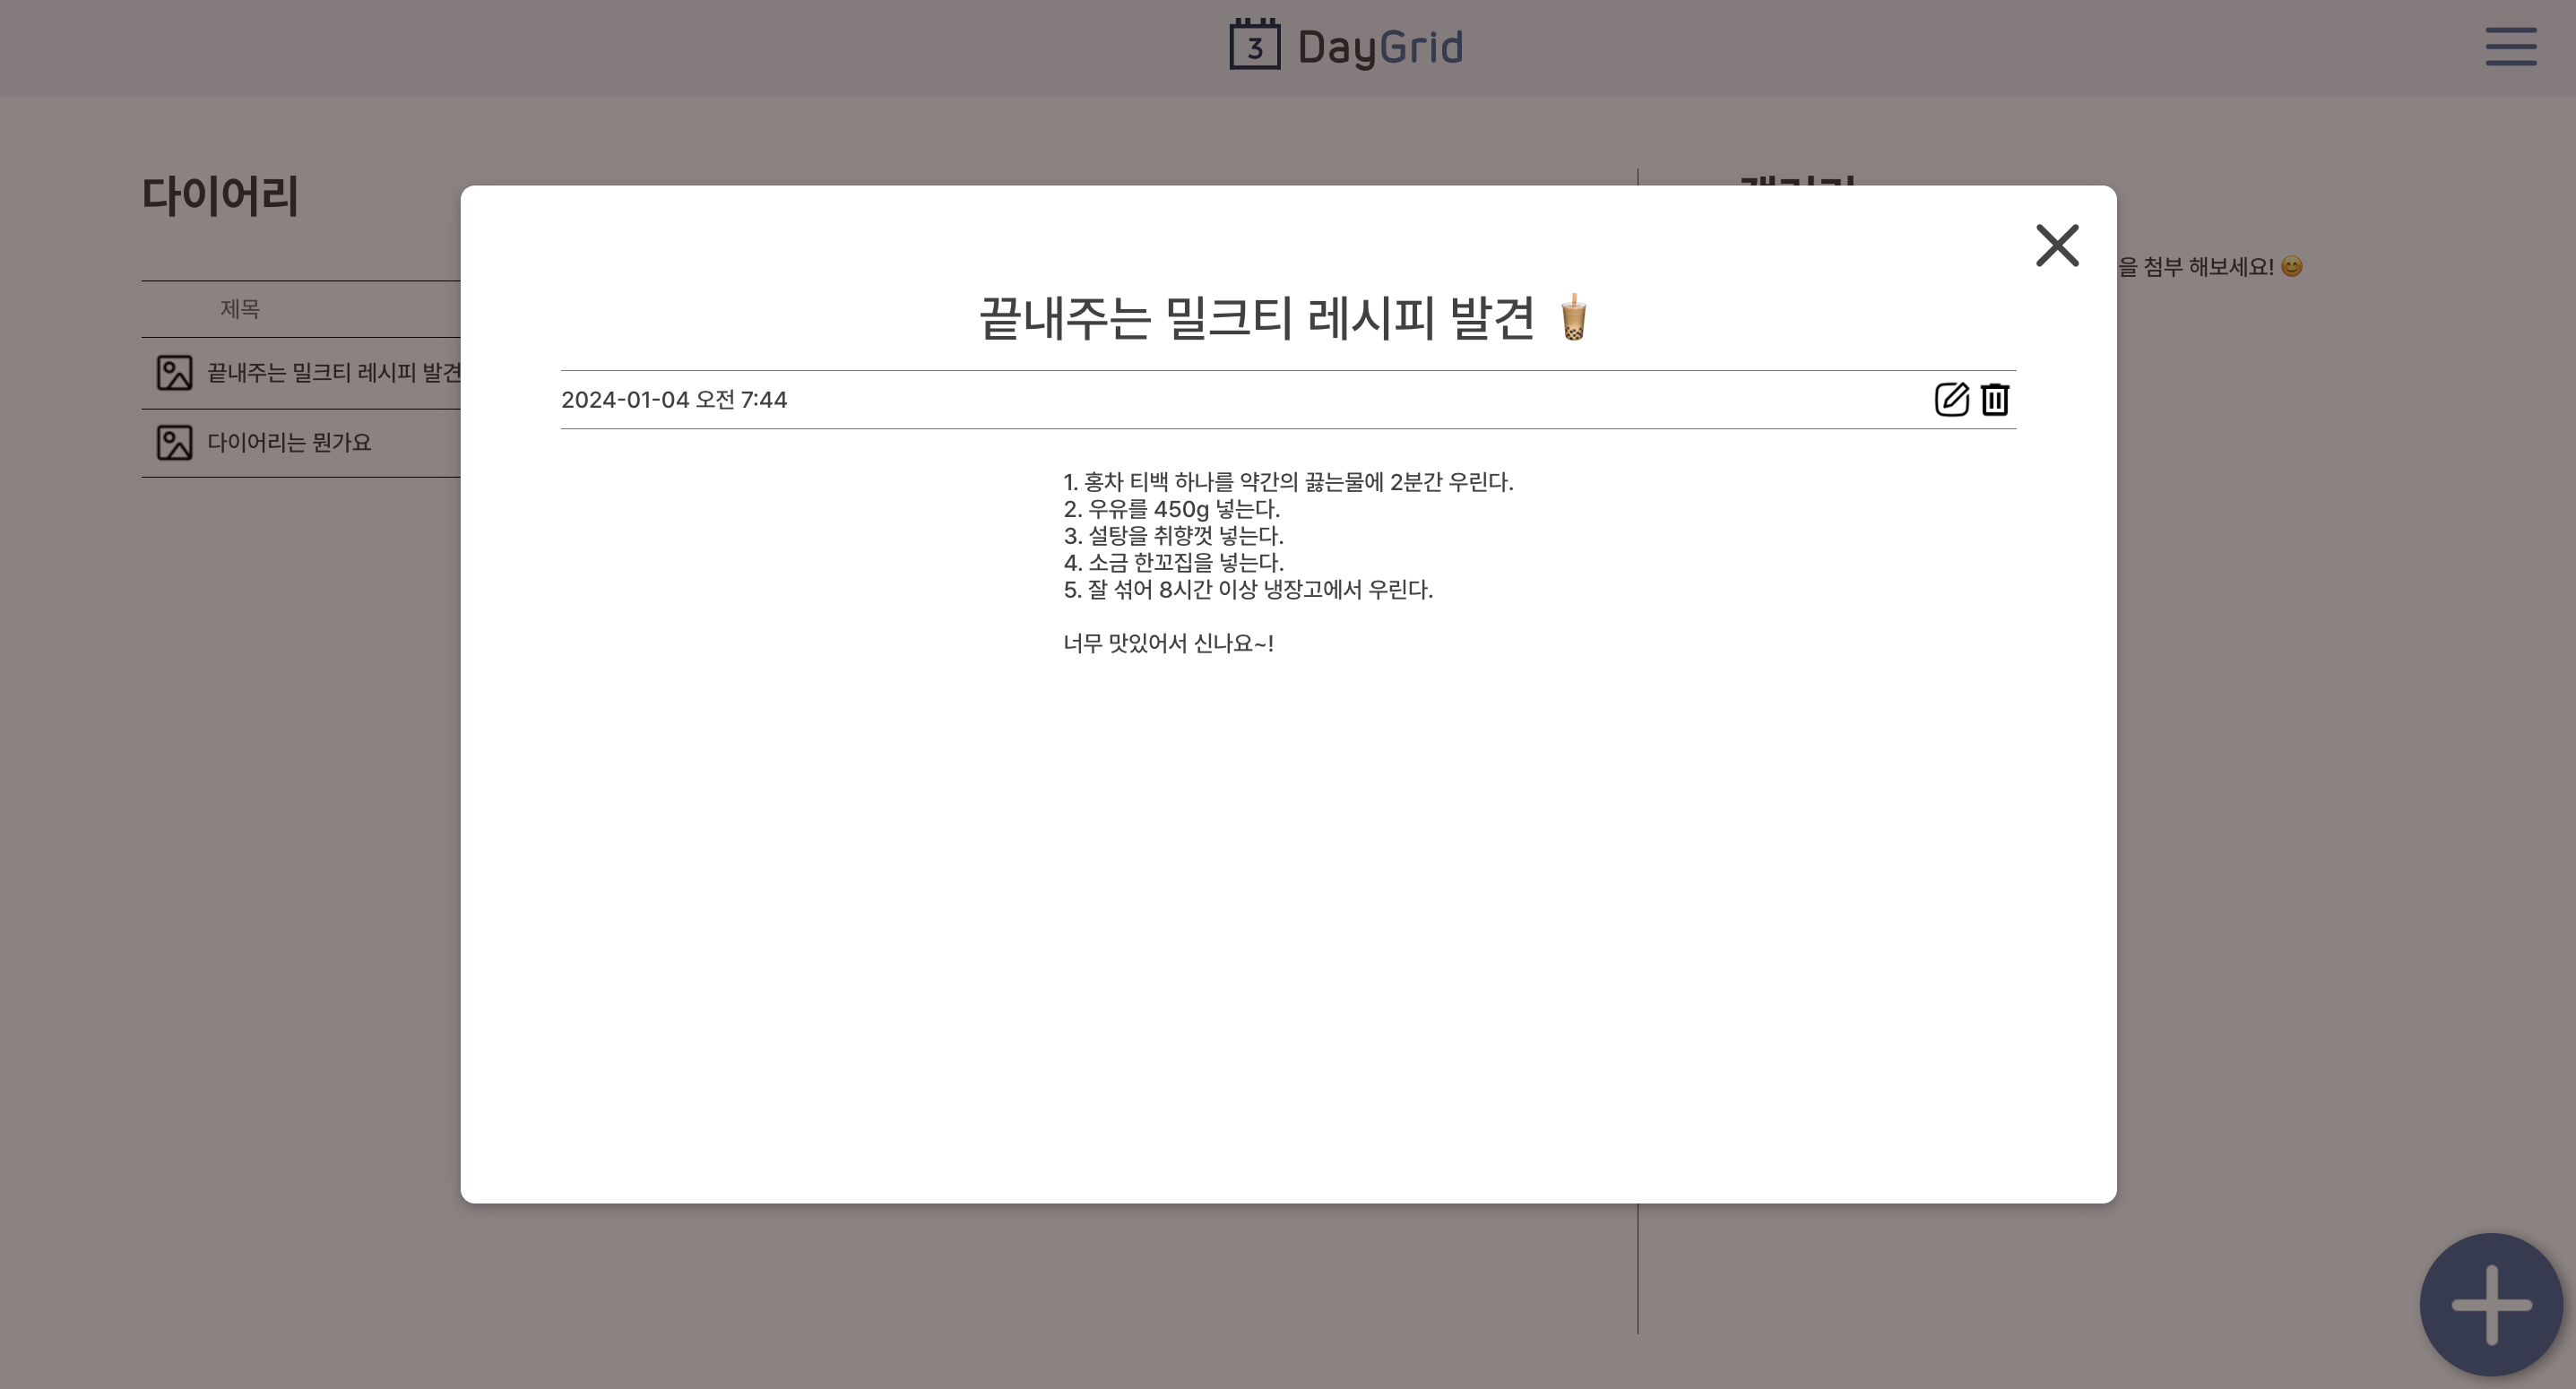 3 DayGrid
다이어리
을 첨부 해보세요! 😊
제목
끝내주는 밀크티 레시피 발견
다이어리는 뭔가요
끝내주는 밀크티 레시피 발견 🧋
2024-01-04 오전 7:44
1. 홍차 티백 하나를 약간의 끓는물에 2분간 우린다.
2. 우유를 450g 넣는다.
3. 설탕을 취향껏 넣는다.
4. 소금 한꼬집을 넣는다.
5. 잘 섞어 8시간 이상 냉장고에서 우린다.
너무 맛있어서 신나요~!